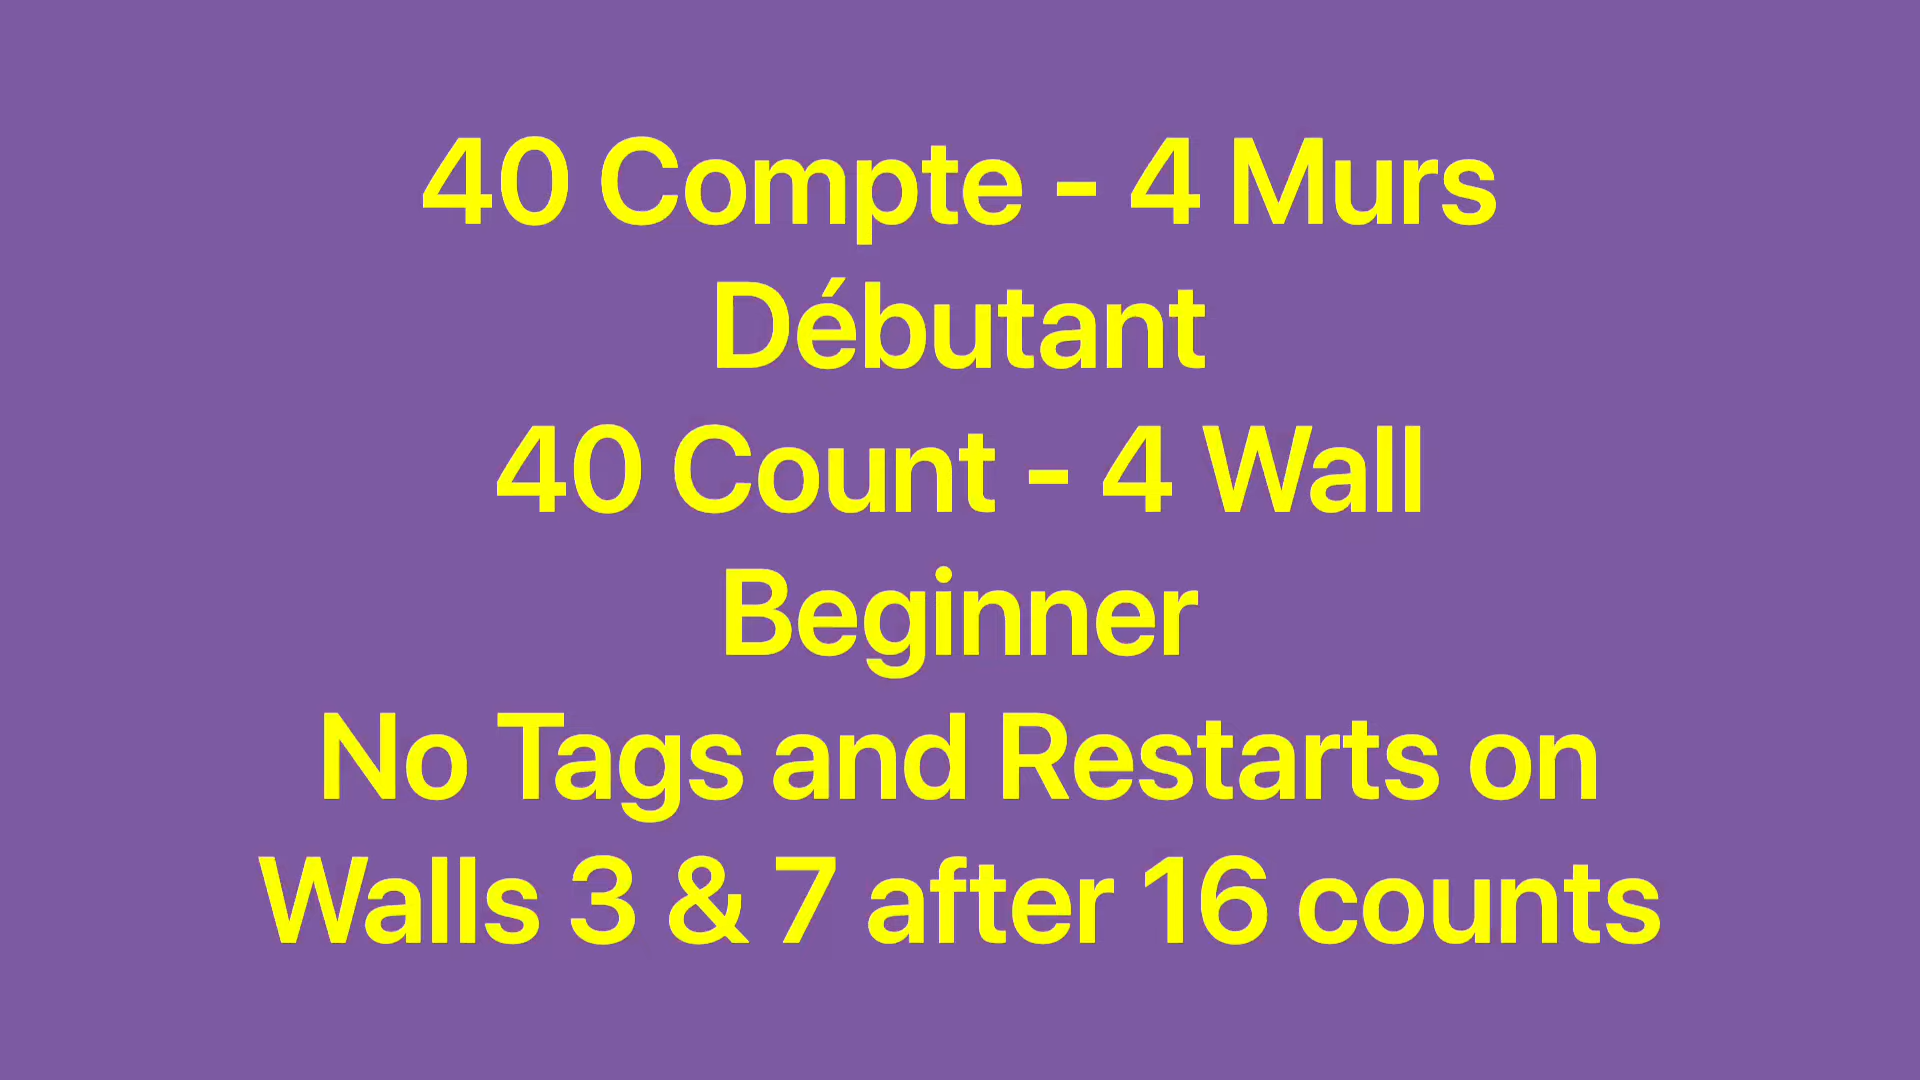 40 Compte - 4 Murs
Débutant
40 Count - 4 Wall
Beginner
No Tags and Restarts on
Walls 3 & 7 after 16 counts